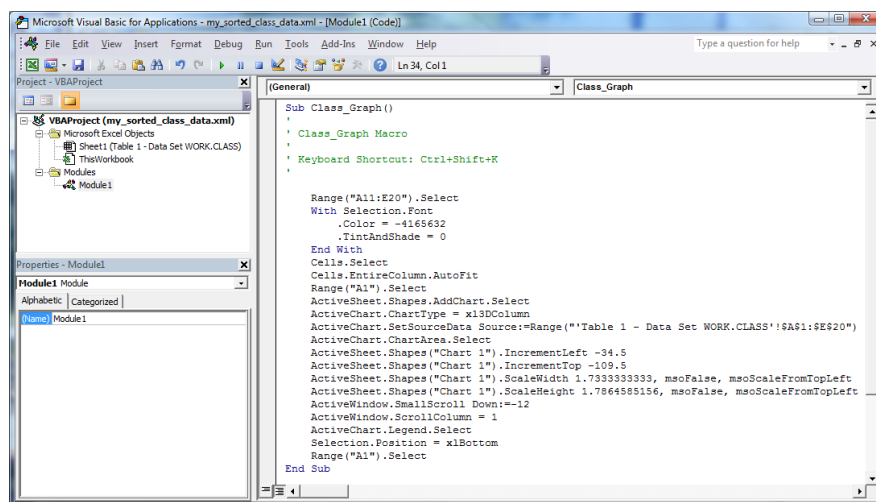 Microsoft Visual Basic for Applications - my_sorted_class_data.xml - [Module1 (Code)]
File Edit View Insert Format Debug Run Tools Add-Ins Window Help Type a question for help
Ln 34, Col 1
Project - VBAProject
(General) Class_Graph
VBAProject (my_sorted_class_data.xml)
Microsoft Excel Objects
Sheet1 (Table 1 - Data Set WORK.CLASS)
ThisWorkbook
Modules
Module1
Properties - Module1
Module1 Module
Alphabetic Categorized
(Name) Module1
Sub Class_Graph()
'
' Class_Graph Macro
'
' Keyboard Shortcut: Ctrl+Shift+K
'
Range("A11:E20").Select
With Selection.Font
.Color = -4165632
.TintAndShade = 0
End With
Cells.Select
Cells.EntireColumn.AutoFit
Range("A1").Select
ActiveSheet.Shapes.AddChart.Select
ActiveChart.ChartType = xl3DColumn
ActiveChart.SetSourceData Source:=Range("'Table 1 - Data Set WORK.CLASS'!$A$1:$E$20")
ActiveChart.ChartArea.Select
ActiveSheet.Shapes("Chart 1").IncrementLeft -34.5
ActiveSheet.Shapes("Chart 1").IncrementTop -109.5
ActiveSheet.Shapes("Chart 1").ScaleWidth 1.7333333333, msoFalse, msoScaleFromTopLeft
ActiveSheet.Shapes("Chart 1").ScaleHeight 1.7864585156, msoFalse, msoScaleFromTopLeft
ActiveWindow.SmallScroll Down:=-12
ActiveWindow.ScrollColumn = 1
ActiveChart.Legend.Select
Selection.Position = xlBottom
Range("A1").Select
End Sub